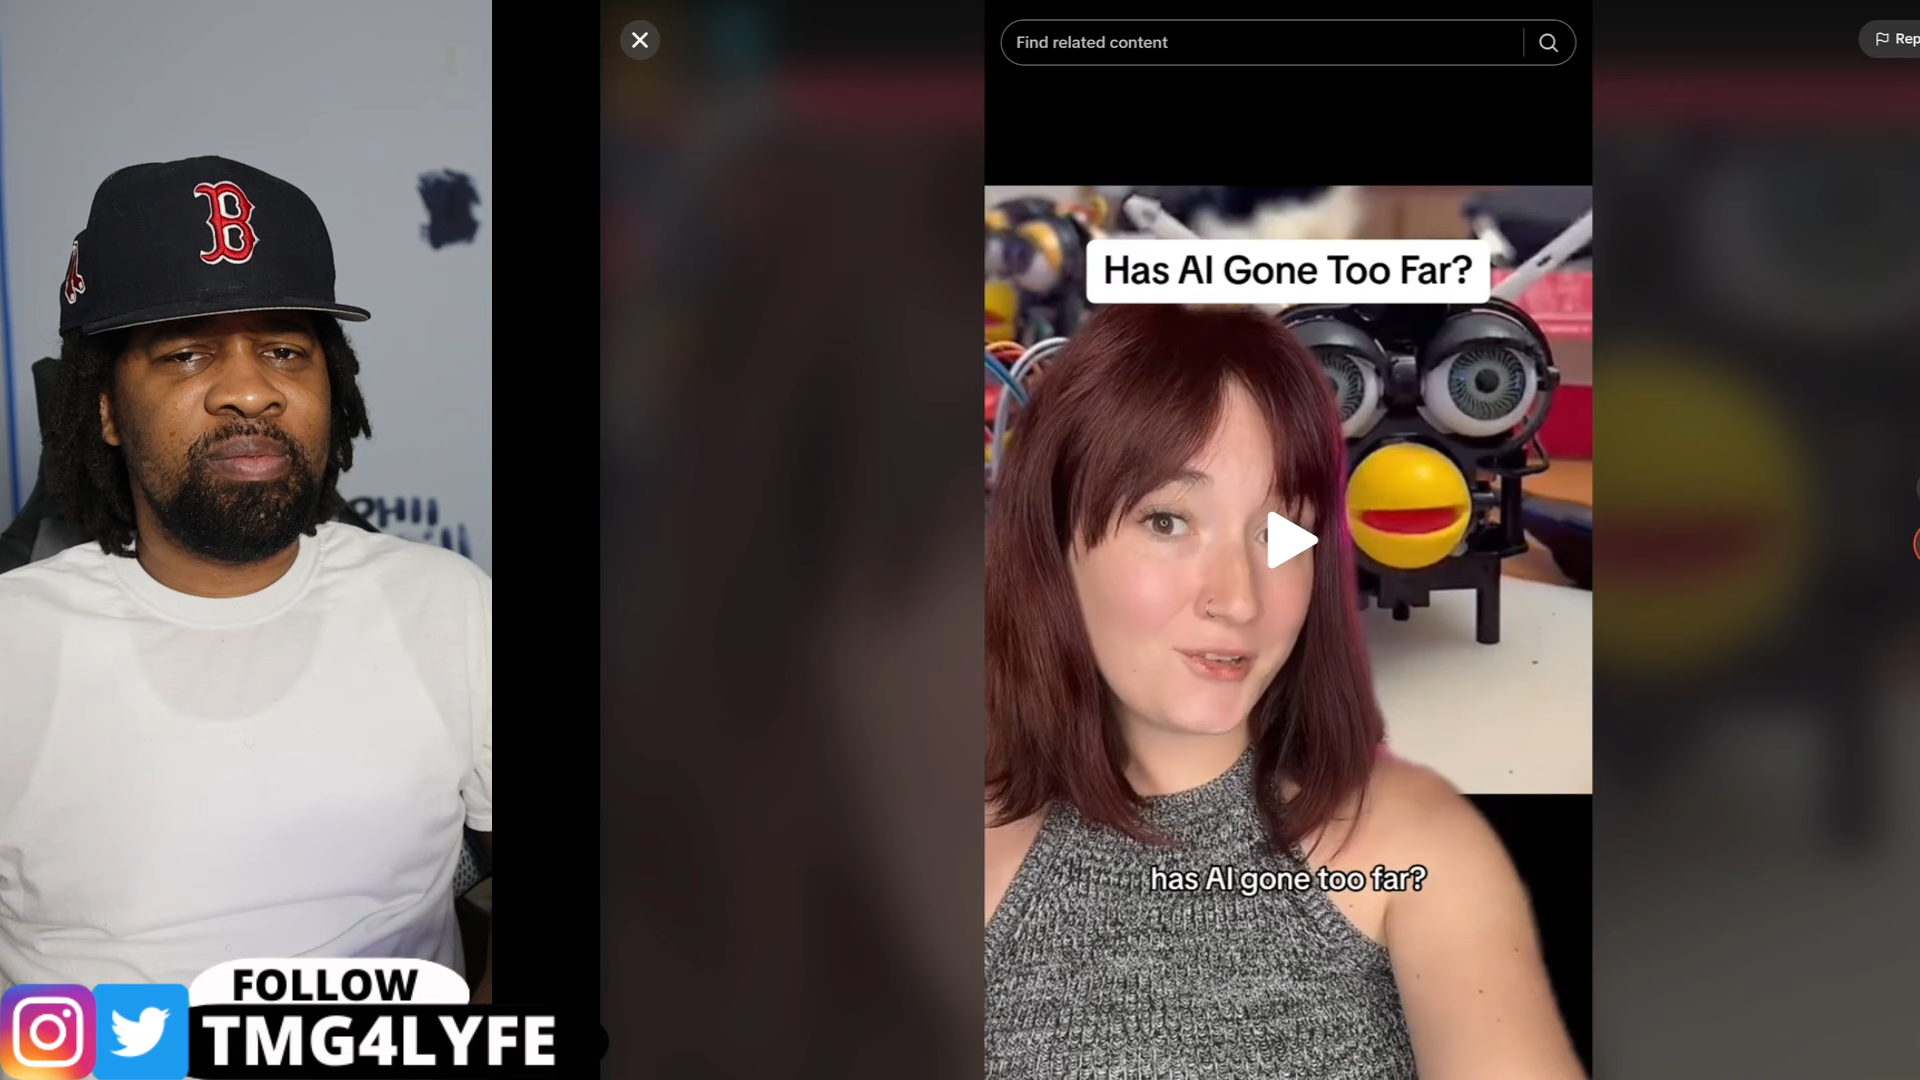 Find related content
Rep
B
Has AI Gone Too Far?
has AI gone too far?
FOLLOW
TMG4LYFE